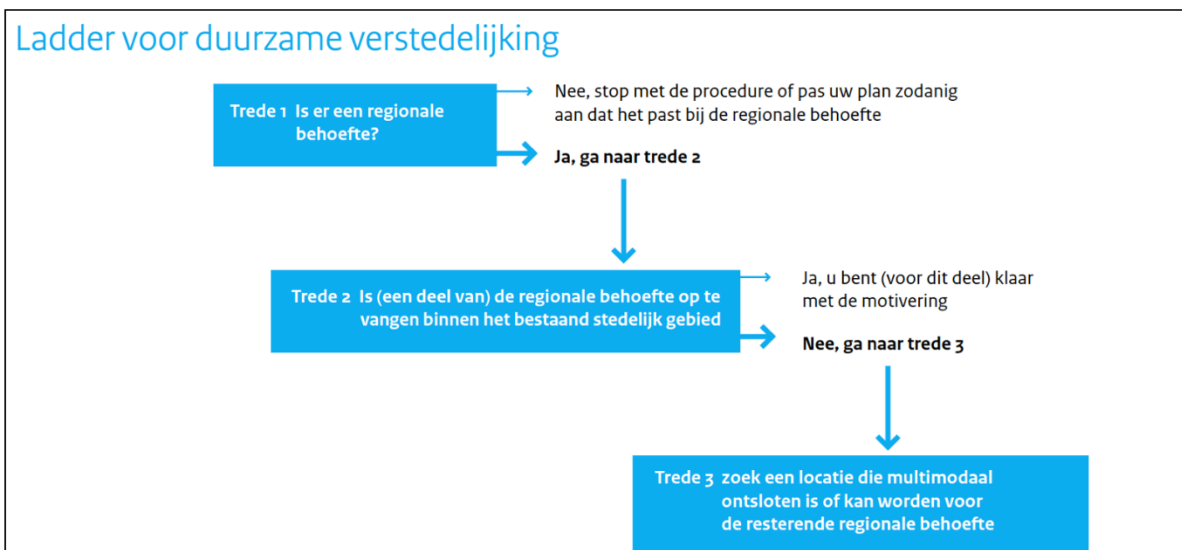 Ladder voor duurzame verstedelijking
Trede 1 Is er een regionale
behoefte?
Nee, stop met de procedure of pas uw plan zodanig
aan dat het past bij de regionale behoefte
Ja, ga naar trede 2
Trede 2 Is (een deel van) de regionale behoefte op te
vangen binnen het bestaand stedelijk gebied
Ja, u bent (voor dit deel) klaar
met de motivering
Nee, ga naar trede 3
Trede 3 zoek een locatie die multimodaal
ontsloten is of kan worden voor
de resterende regionale behoefte